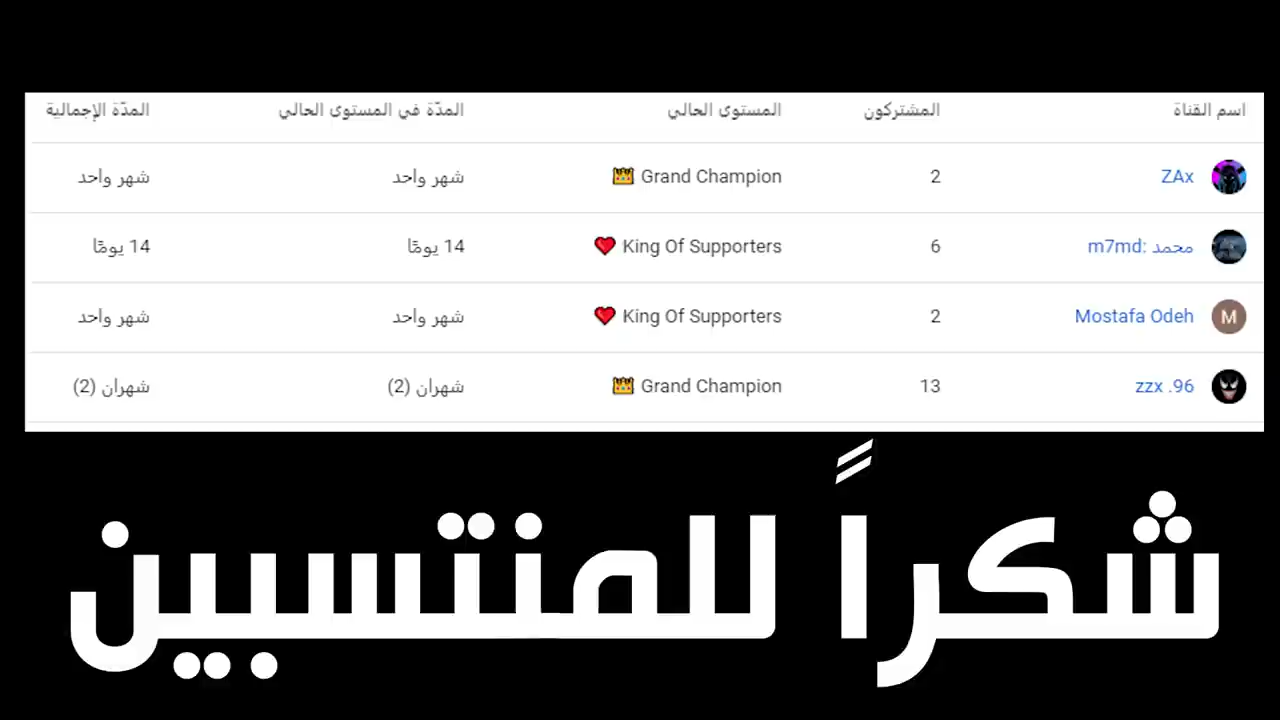 اسم القناة المشتركون المستوى الحالي المدّة في المستوى الحالي المدّة الإجمالية
ZAx 2 Grand Champion شهر واحد شهر واحد
محمد :m7md 6 King Of Supporters 14 يومًا 14 يومًا
M Mostafa Odeh 2 King Of Supporters شهر واحد شهر واحد
zzx .96 13 Grand Champion شهران (2) شهران (2)
شكراً للمنتسبين